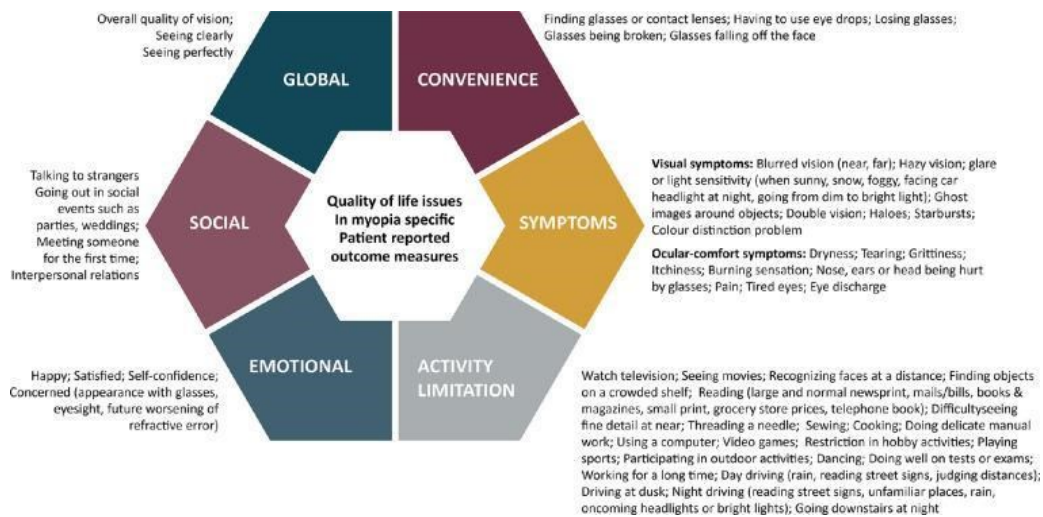 Overall quality of vision;
Seeing clearly
Seeing perfectly
GLOBAL
CONVENIENCE
Finding glasses or contact lenses; Having to use eye drops; Losing glasses;
Glasses being broken; Glasses falling off the face
Talking to strangers
Going out in social
events such as
parties, weddings;
Meeting someone
for the first time;
Interpersonal relations
SOCIAL
Quality of life issues
In myopia specific
Patient reported
outcome measures
SYMPTOMS
Visual symptoms: Blurred vision (near, far); Hazy vision; glare
or light sensitivity (when sunny, snow, foggy, facing car
headlight at night, going from dim to bright light); Ghost
images around objects; Double vision; Haloes; Starbursts;
Colour distinction problem
Ocular-comfort symptoms: Dryness; Tearing; Grittiness;
Itchiness; Burning sensation; Nose, ears or head being hurt
by glasses; Pain; Tired eyes; Eye discharge
Happy; Satisfied; Self-confidence;
Concerned (appearance with glasses,
eyesight, future worsening of
refractive error)
EMOTIONAL
ACTIVITY
LIMITATION
Watch television; Seeing movies; Recognizing faces at a distance; Finding objects
on a crowded shelf; Reading (large and normal newsprint, mails/bills, books &
magazines, small print, grocery store prices, telephone book); Difficultyseeing
fine detail at near; Threading a needle; Sewing; Cooking; Doing delicate manual
work; Using a computer; Video games; Restriction in hobby activities; Playing
sports; Participating in outdoor activities; Dancing; Doing well on tests or exams;
Working for a long time; Day driving (rain, reading street signs, judging distances);
Driving at dusk; Night driving (reading street signs, unfamiliar places, rain,
oncoming headlights or bright lights); Going downstairs at night